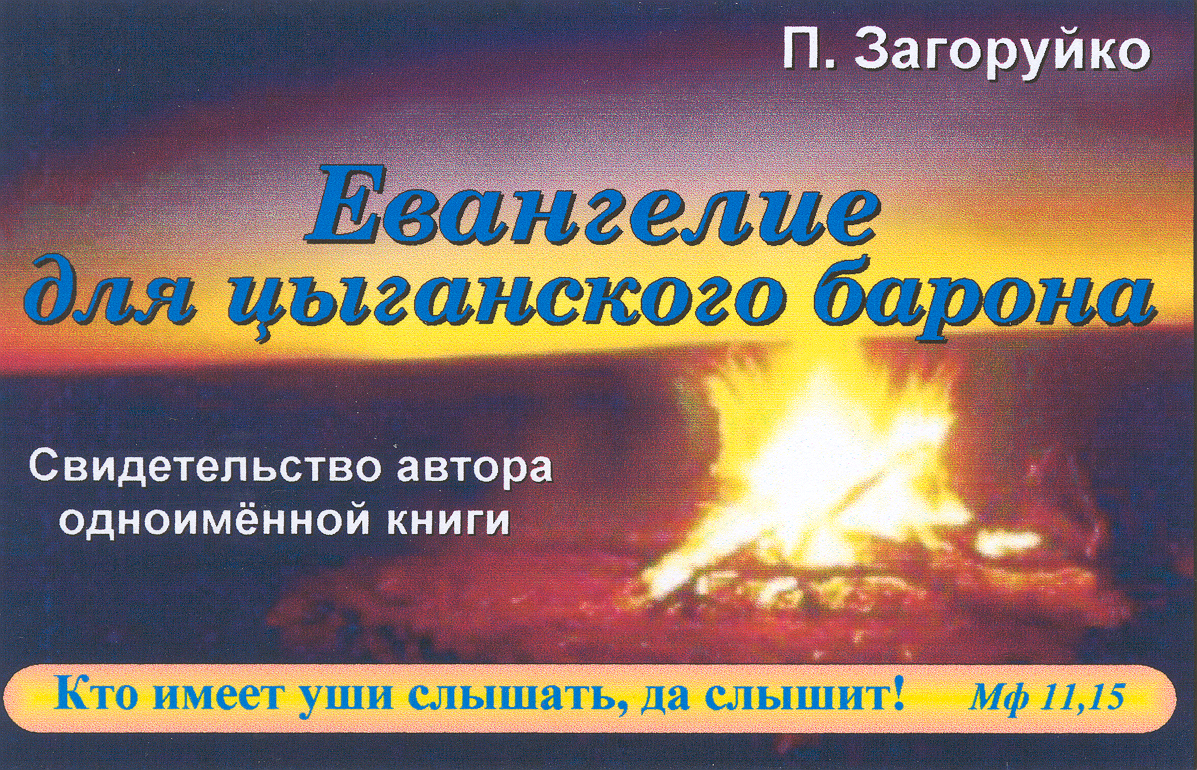 П. Загоруйко
Евангелие
для цыганского барона
Свидетельство автора
одноимённой книги
Кто имеет уши слышать, да слышит! Мф 11,15